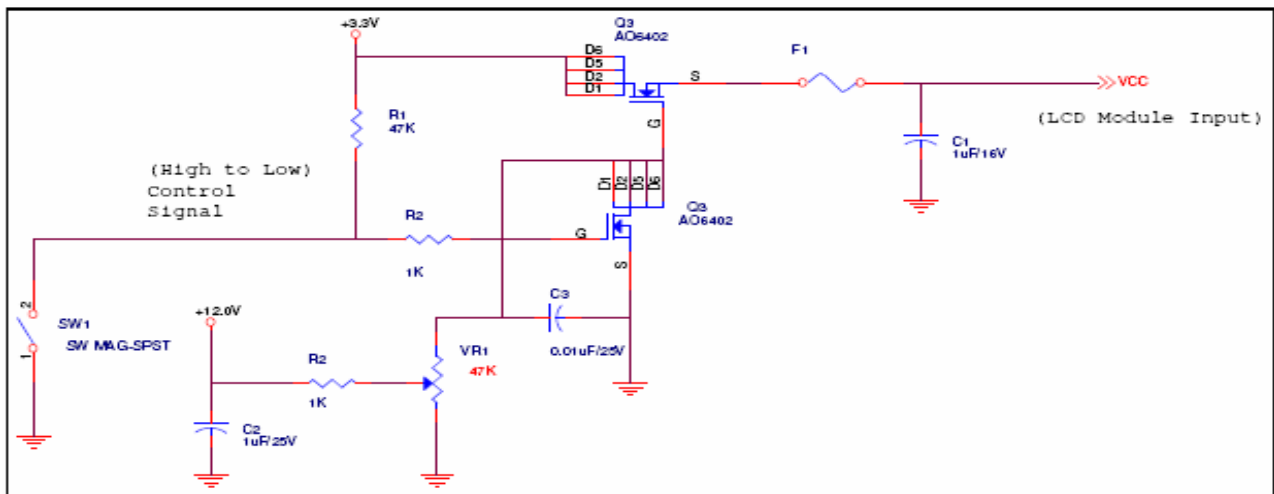 +3.3V
Q3
AO6402
D6
D5
D2
D1
S
G
F1
VCC
(LCD Module Input)
C1
1uF/16V
R1
47K
(High to Low)
Control
Signal
D1
D2
D5
D6
Q3
AO6402
R2
1K
G
S
2
1
SW1
SW MAG-SPST
+12.0V
C3
0.01uF/25V
R2
1K
VR1
47K
C2
1uF/25V